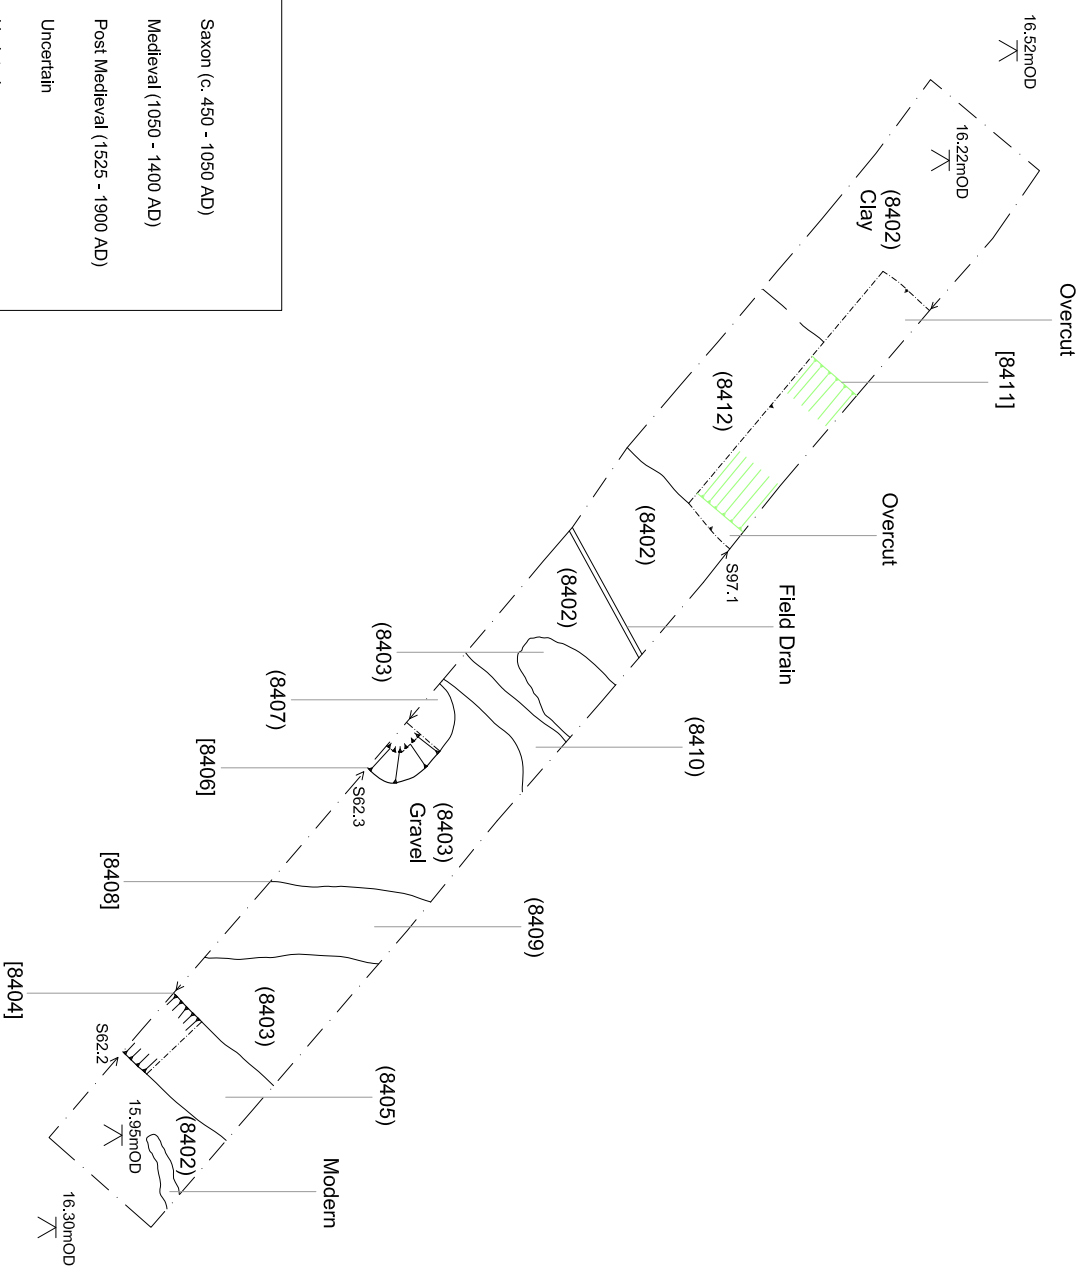 16.52mOD
16.22mOD
(8402)
Clay
Overcut
[8411]
(8412)
Overcut
S97.1
(8402)
Field Drain
(8402)
(8403)
(8410)
(8407)
[8406]
S62.3
(8403)
Gravel
[8408]
(8409)
[8404]
(8403)
S62.2
(8405)
15.95mOD
(8402)
Modern
16.30mOD
Saxon (c. 450 - 1050 AD)
Medieval (1050 - 1400 AD)
Post Medieval (1525 - 1900 AD)
Uncertain